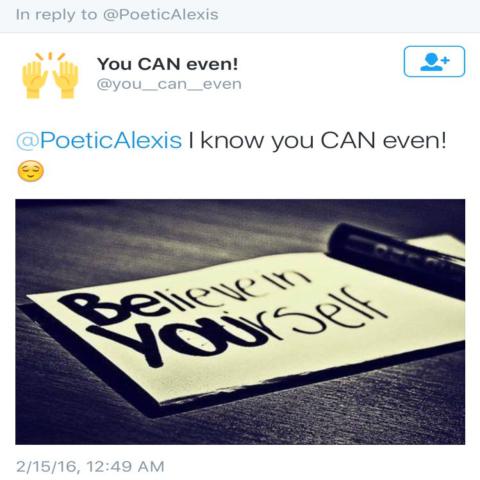 In reply to @PoeticAlexis
You CAN even!
@you__can__even
@PoeticAlexis I know you CAN even!
Believe in
YOUrself
2/15/16, 12:49 AM